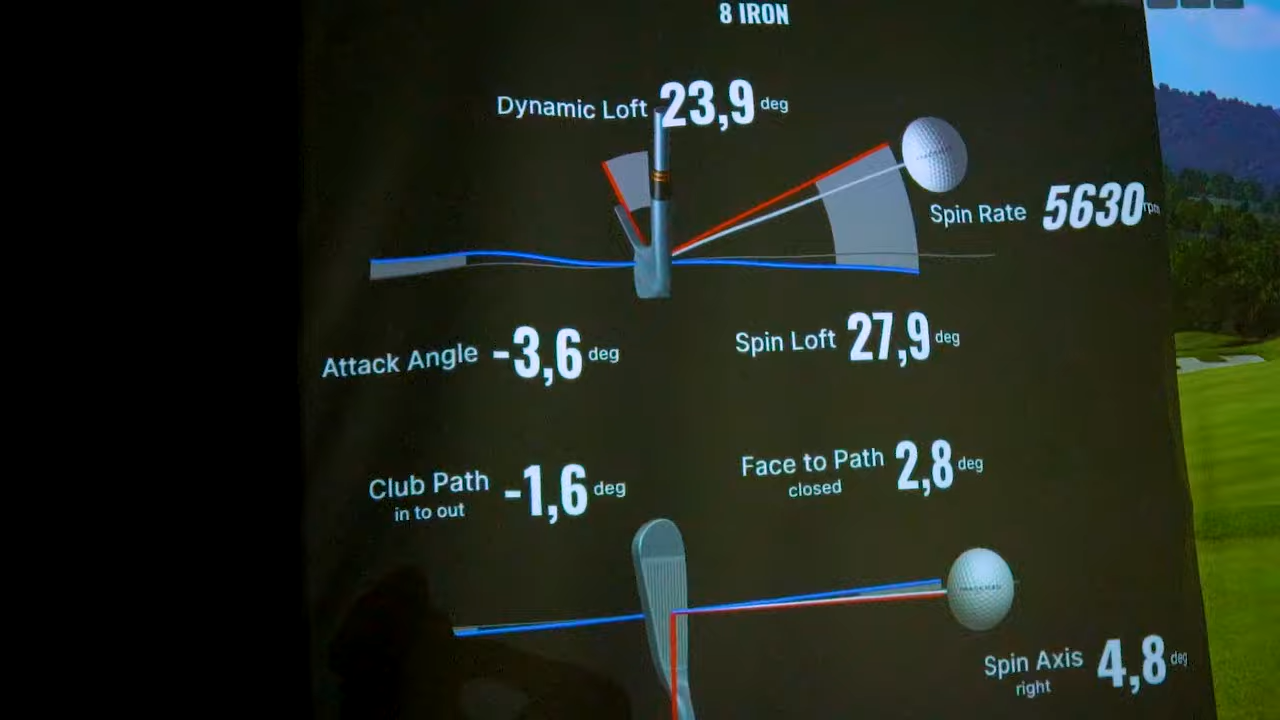 8 IRON
Dynamic Loft 23,9 deg
Spin Rate 5630 rpm
Attack Angle -3,6 deg
Spin Loft 27,9 deg
Club Path -1,6 deg
in to out
Face to Path 2,8 deg
closed
Spin Axis 4,8 deg
right